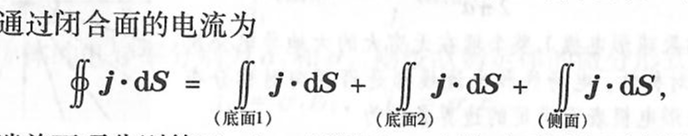 通过闭合面的电流为
∯ j·dS = ∬(底面1) j·dS + ∬(底面2) j·dS + ∬(侧面) j·dS,